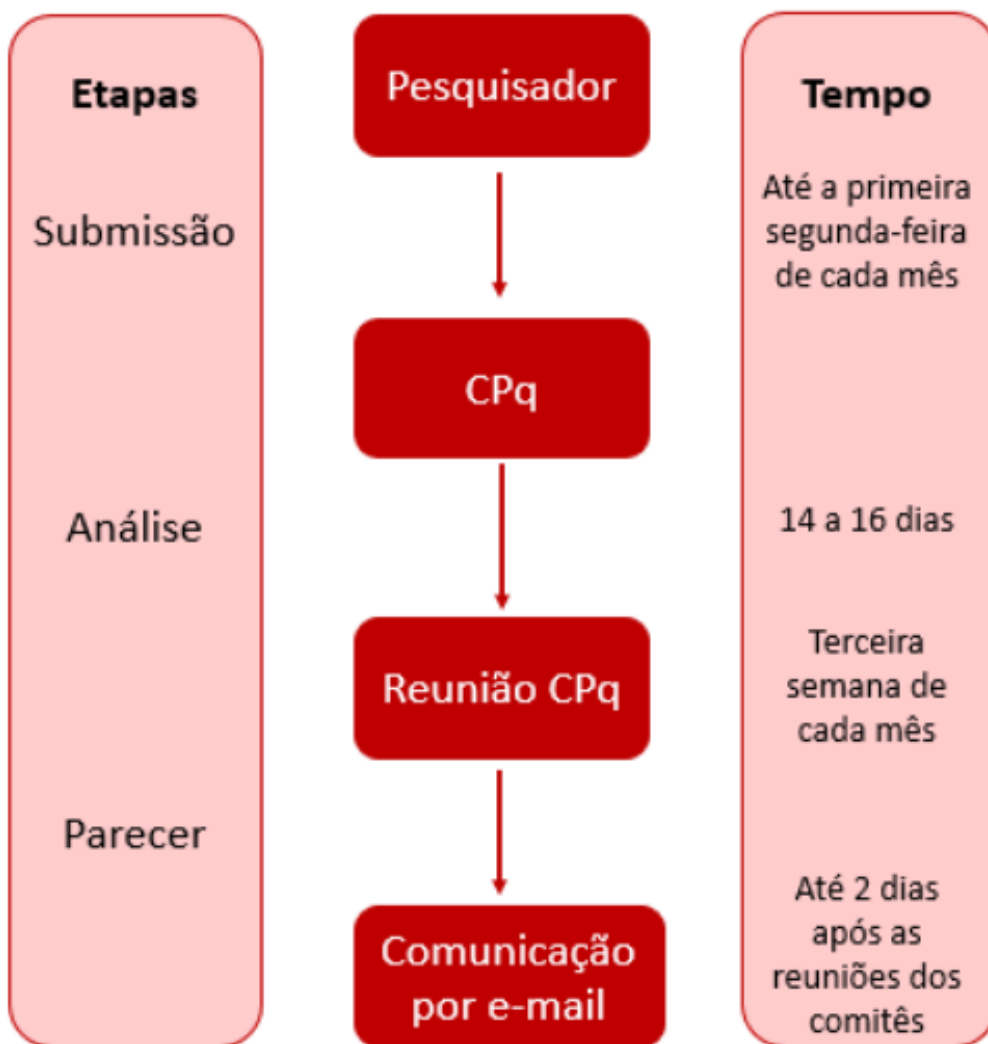 Etapas
Submissão
Análise
Parecer
Pesquisador
CPq
Reunião CPq
Comunicação
por e-mail
Tempo
Até a primeira
segunda-feira
de cada mês
14 a 16 dias
Terceira
semana de
cada mês
Até 2 dias
após as
reuniões dos
comitês